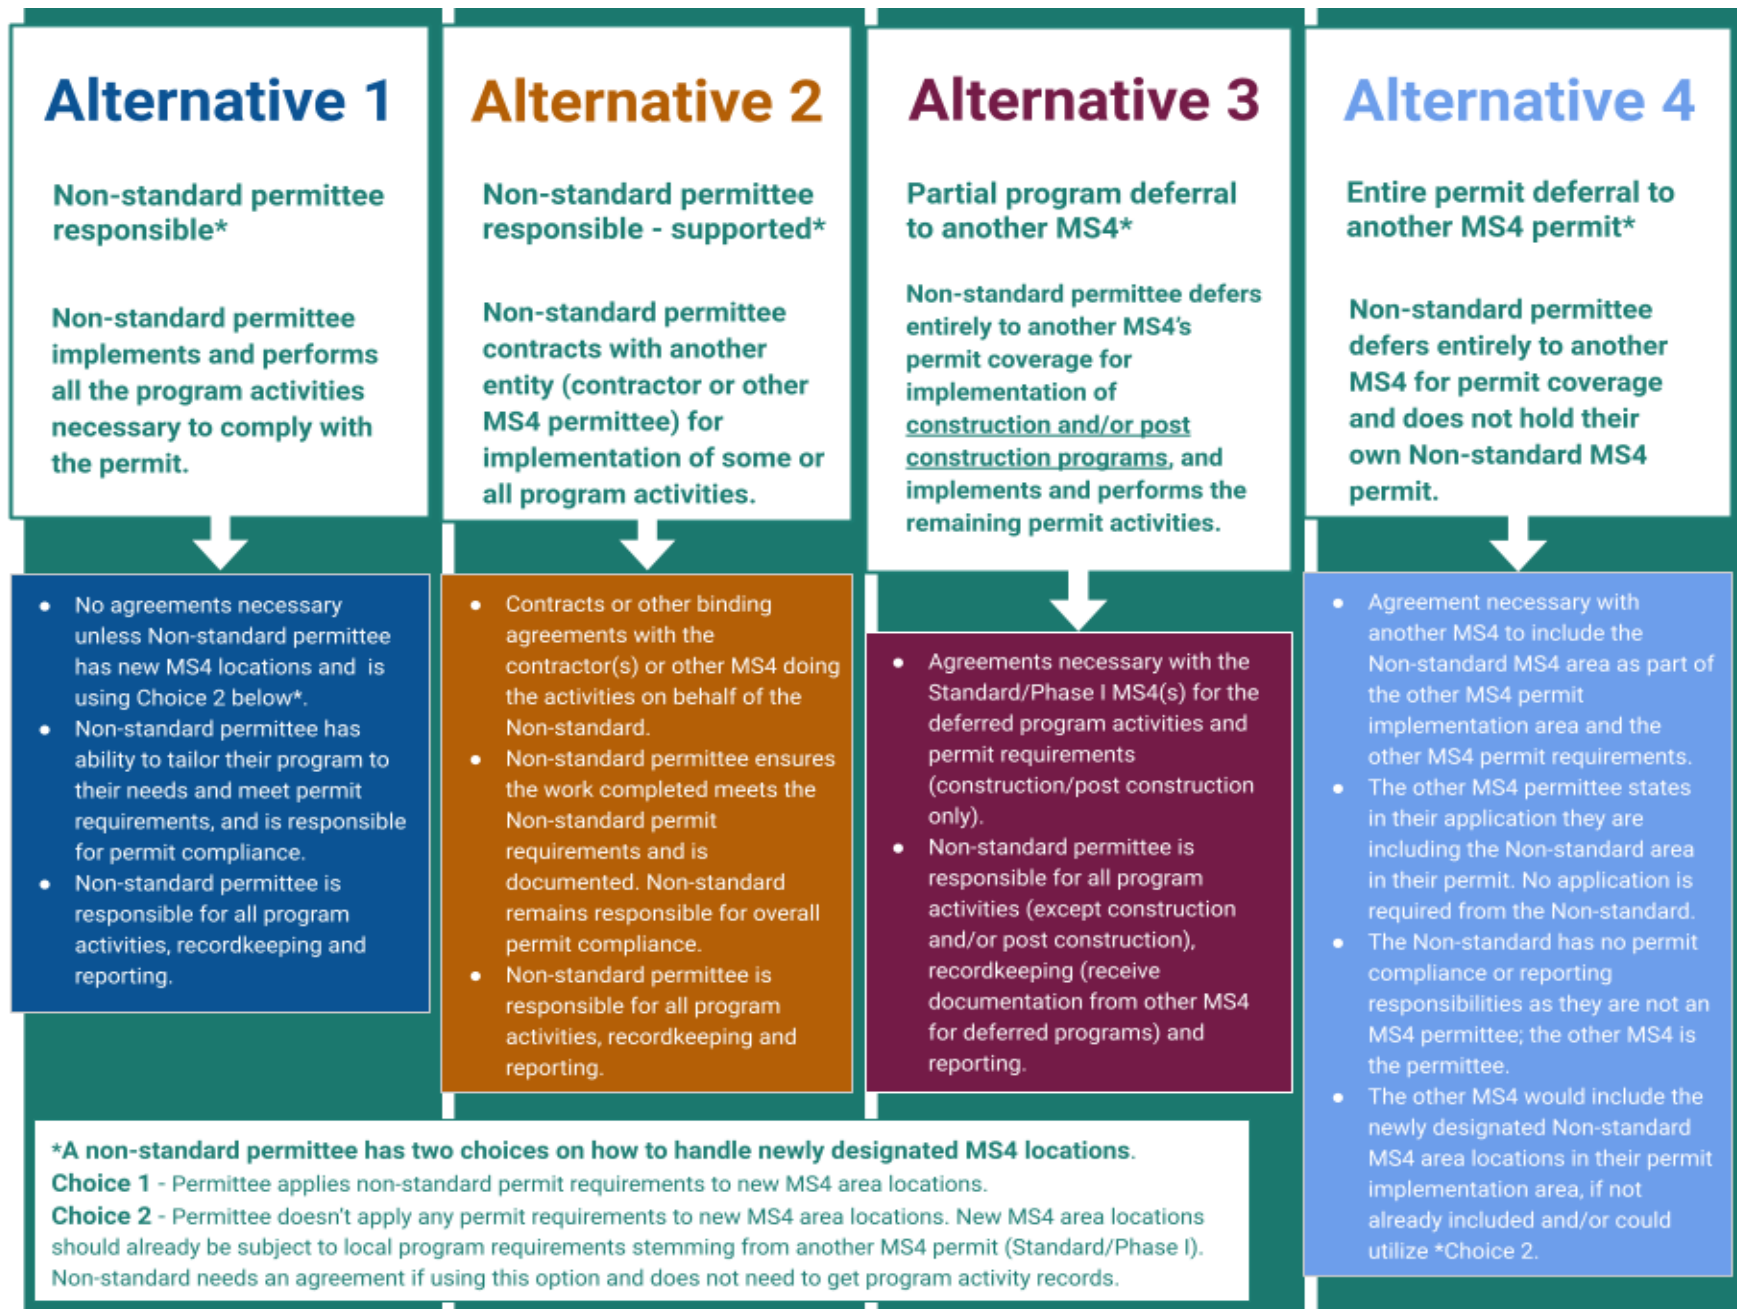 Alternative 1
Non-standard permittee
responsible*
Non-standard permittee
implements and performs
all the program activities
necessary to comply with
the permit.
● No agreements necessary
unless Non-standard permittee
has new MS4 locations and is
using Choice 2 below*.
● Non-standard permittee has
ability to tailor their program to
their needs and meet permit
requirements, and is responsible
for permit compliance.
● Non-standard permittee is
responsible for all program
activities, recordkeeping and
reporting.
Alternative 2
Non-standard permittee
responsible - supported*
Non-standard permittee
contracts with another
entity (contractor or other
MS4 permittee) for
implementation of some or
all program activities.
● Contracts or other binding
agreements with the
contractor(s) or other MS4 doing
the activities on behalf of the
Non-standard.
● Non-standard permittee ensures
the work completed meets the
Non-standard permit
requirements and is
documented. Non-standard
remains responsible for overall
permit compliance.
● Non-standard permittee is
responsible for all program
activities, recordkeeping and
reporting.
Alternative 3
Partial program deferral
to another MS4*
Non-standard permittee defers
entirely to another MS4’s
permit coverage for
implementation of
construction and/or post
construction programs, and
implements and performs the
remaining permit activities.
● Agreements necessary with the
Standard/Phase I MS4(s) for the
deferred program activities and
permit requirements
(construction/post construction
only).
● Non-standard permittee is
responsible for all program
activities (except construction
and/or post construction),
recordkeeping (receive
documentation from other MS4
for deferred programs) and
reporting.
Alternative 4
Entire permit deferral to
another MS4 permit*
Non-standard permittee
defers entirely to another
MS4 for permit coverage
and does not hold their
own Non-standard MS4
permit.
● Agreement necessary with
another MS4 to include the
Non-standard MS4 area as part of
the other MS4 permit
implementation area and the
other MS4 permit requirements.
● The other MS4 permittee states
in their application they are
including the Non-standard area
in their permit. No application is
required from the Non-standard.
● The Non-standard has no permit
compliance or reporting
responsibilities as they are not an
MS4 permittee; the other MS4 is
the permittee.
● The other MS4 would include the
newly designated Non-standard
MS4 area locations in their permit
implementation area, if not
already included and/or could
utilize *Choice 2.
*A non-standard permittee has two choices on how to handle newly designated MS4 locations.
Choice 1 - Permittee applies non-standard permit requirements to new MS4 area locations.
Choice 2 - Permittee doesn't apply any permit requirements to new MS4 area locations. New MS4 area locations
should already be subject to local program requirements stemming from another MS4 permit (Standard/Phase I).
Non-standard needs an agreement if using this option and does not need to get program activity records.